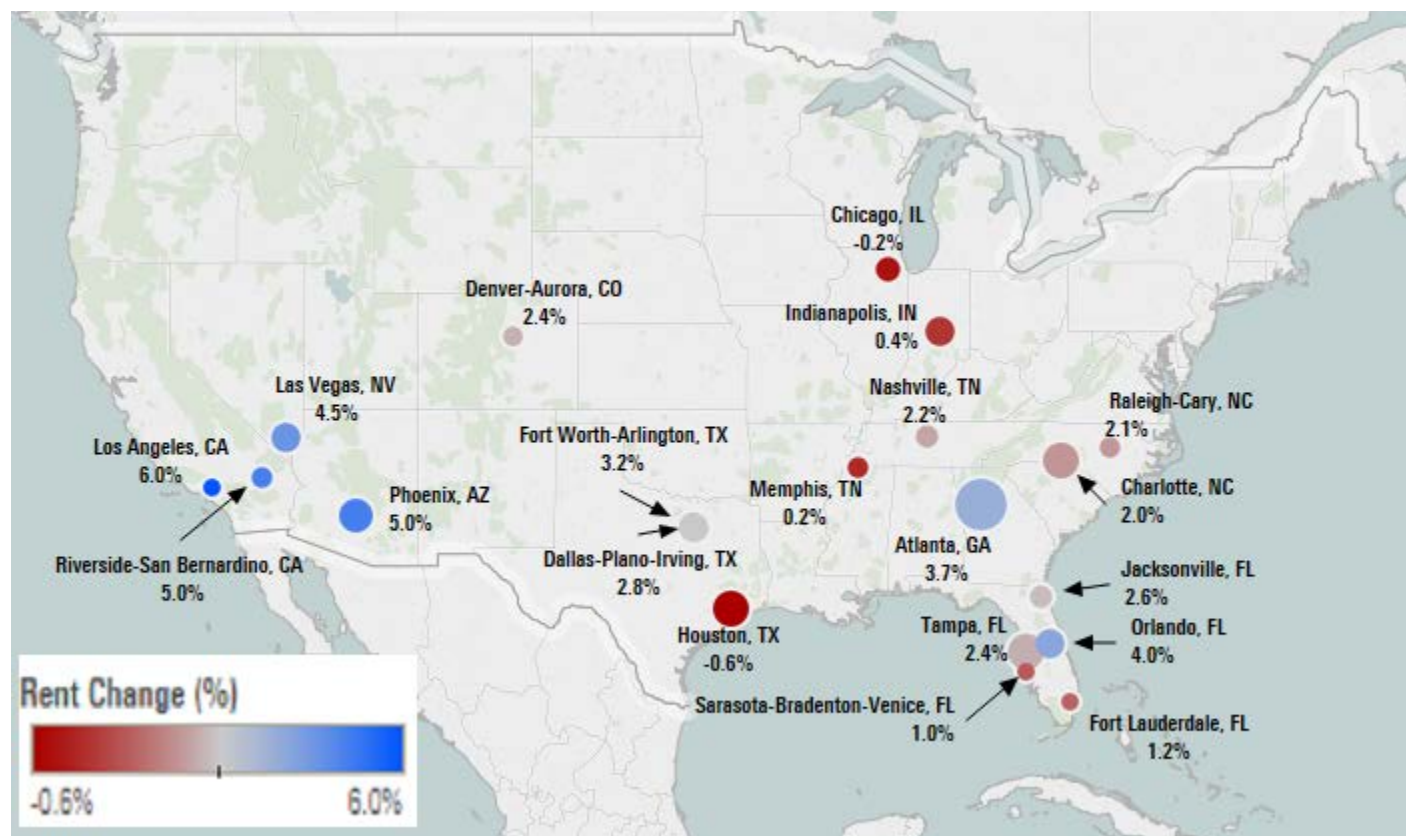 Chicago, IL
-0.2%
Denver-Aurora, CO
2.4%
Indianapolis, IN
0.4%
Las Vegas, NV
4.5%
Nashville, TN
2.2%
Raleigh-Cary, NC
2.1%
Los Angeles, CA
6.0%
Fort Worth-Arlington, TX
3.2%
Memphis, TN
0.2%
Charlotte, NC
2.0%
Phoenix, AZ
5.0%
Riverside-San Bernardino, CA
5.0%
Dallas-Plano-Irving, TX
2.8%
Atlanta, GA
3.7%
Jacksonville, FL
2.6%
Houston, TX
-0.6%
Tampa, FL
2.4%
Orlando, FL
4.0%
Sarasota-Bradenton-Venice, FL
1.0%
Fort Lauderdale, FL
1.2%
Rent Change (%)
-0.6% 6.0%